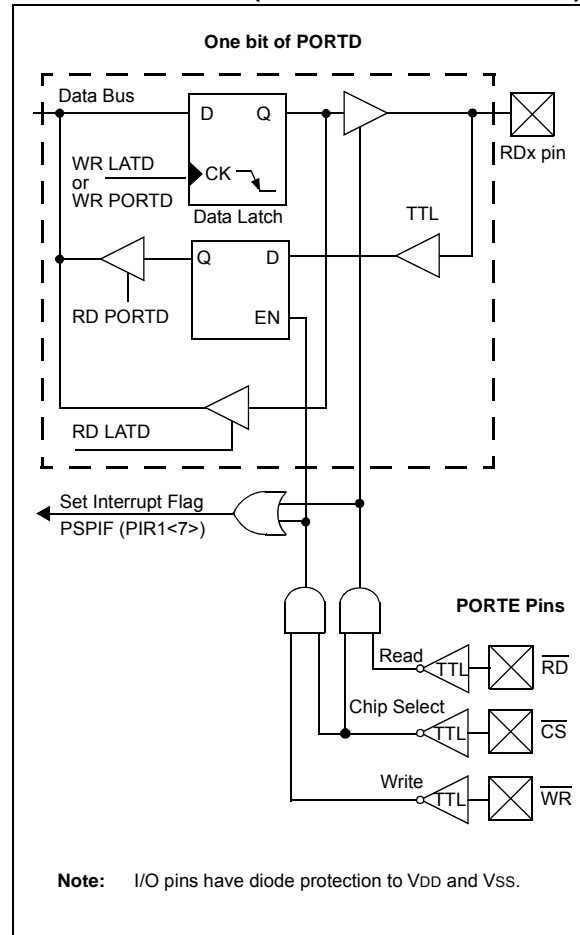 One bit of PORTD
Data Bus
D Q
RDx pin
WR LATD
or
WR PORTD
CK
Data Latch
TTL
Q D
RD PORTD
EN
RD LATD
Set Interrupt Flag
PSPIF (PIR1<7>)
PORTE Pins
Read
TTL
RD
Chip Select
TTL
CS
Write
TTL
WR
Note: I/O pins have diode protection to VDD and VSS.